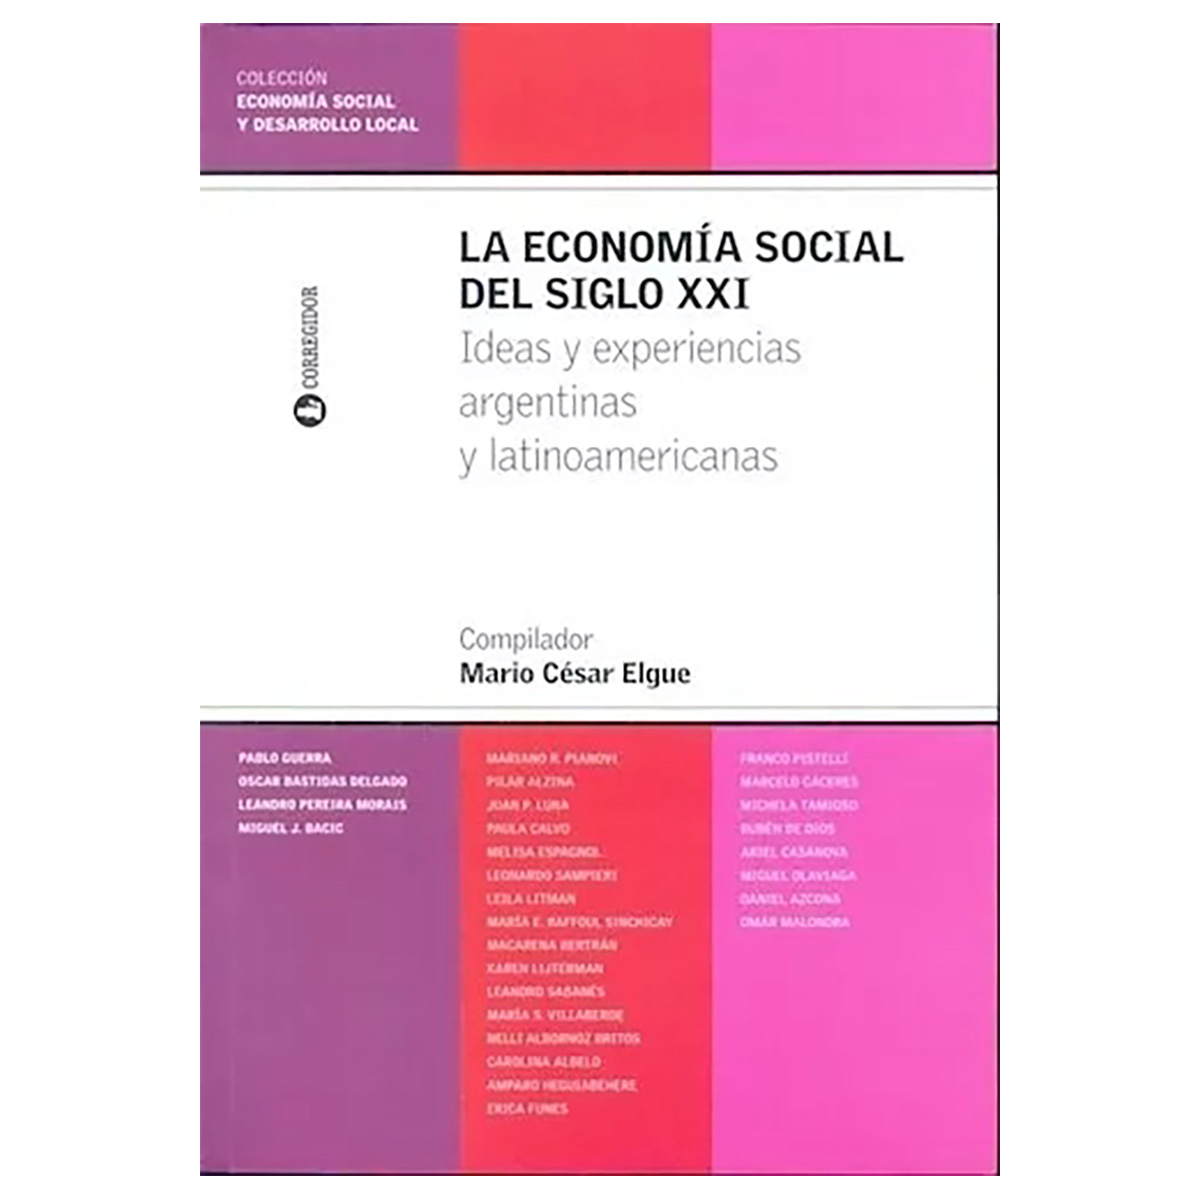 COLECCIÓN
ECONOMÍA SOCIAL
Y DESARROLLO LOCAL
LA ECONOMÍA SOCIAL
DEL SIGLO XXI
Ideas y experiencias
argentinas
y latinoamericanas
CORREGIDOR
Compilador
Mario César Elgue
PABLO GUERRA
OSCAR BASTIDAS DELGADO
LEANDRO PEREIRA MORAIS
MIGUEL J. BACIC
MARIANO R.
PILAR ALZINA
JUAN P. LUNA
PAULA CALVO
MELISA ESPAGNOL
LEONARDO SAMPIERI
LEILA LITMAN
MARÍA E. RAFFOUL SINCHICAY
MACARENA BERTRÁN
KAREN LIJTERMAN
LEANDRO SABANÉS
MARÍA S. VILLABERDE
NELLI ALBORNOZ BRITOS
CAROLINA ALBELO
AMPARO HEGUSABEHERE
ERICA FUNES
FRANCO PISTELLI
MARCELO CÁCERES
MICHELA TAMIOSO
RUBÉN DE DIOS
ARIEL CASANOVA
MIGUEL OLAVIAGA
DANIEL AZCONA
OMAR MALONDRA